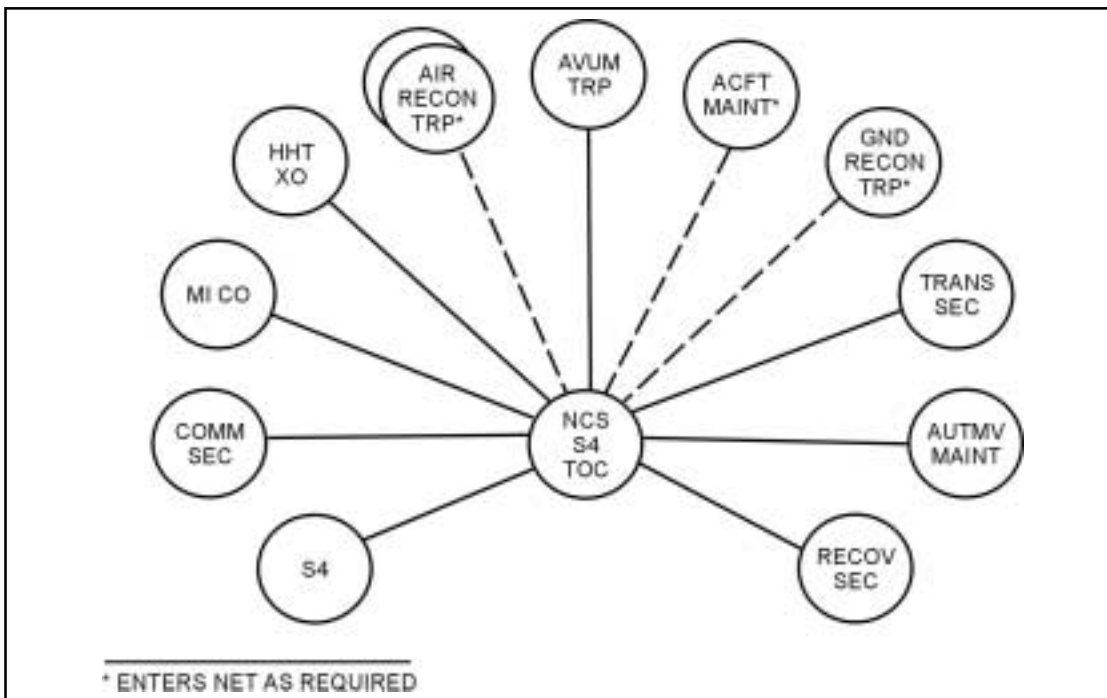 AIR
RECON
TRP*
AVUM
TRP
ACFT
MAINT*
HHT
XO
GND
RECON
TRP*
MI CO
TRANS
SEC
COMM
SEC
NCS
S4
TOC
AUTMV
MAINT
S4
RECOV
SEC
* ENTERS NET AS REQUIRED